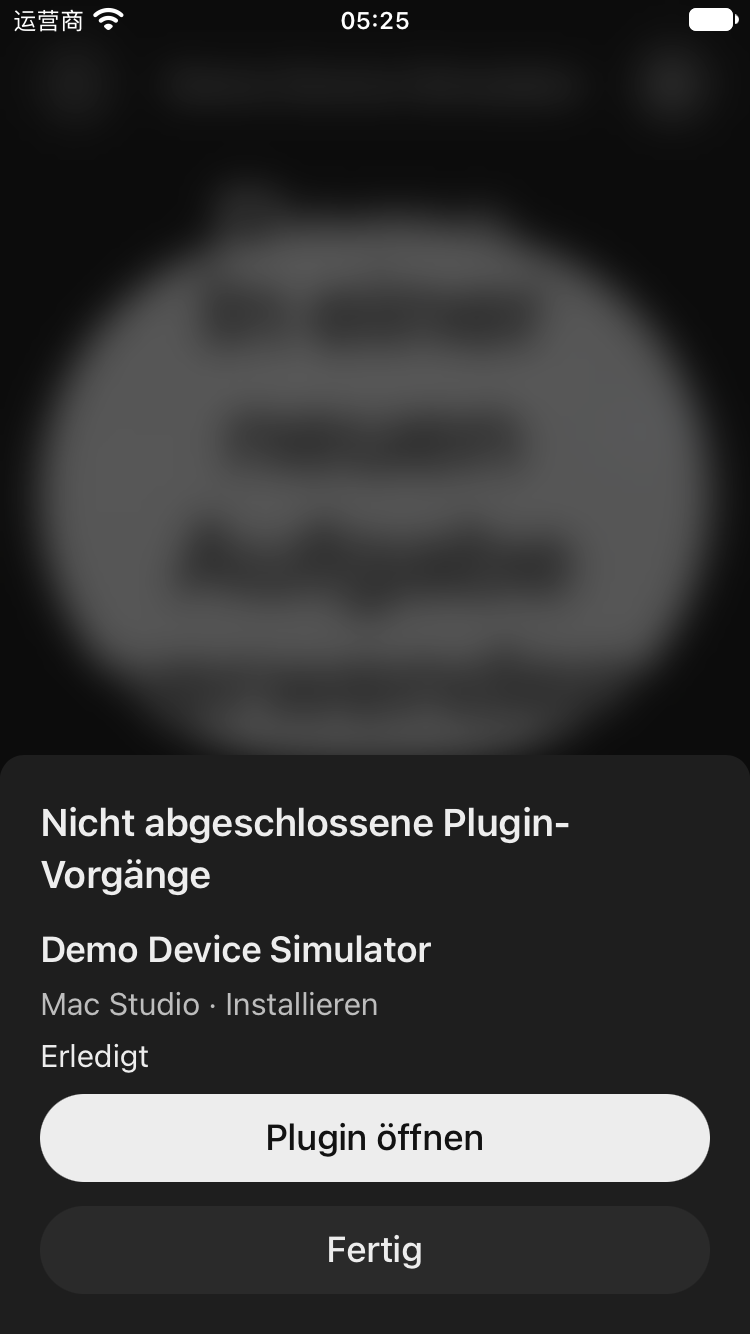 运营商
05:25
Nicht abgeschlossene Plugin-
Vorgänge
Demo Device Simulator
Mac Studio · Installieren
Erledigt
Plugin öffnen
Fertig